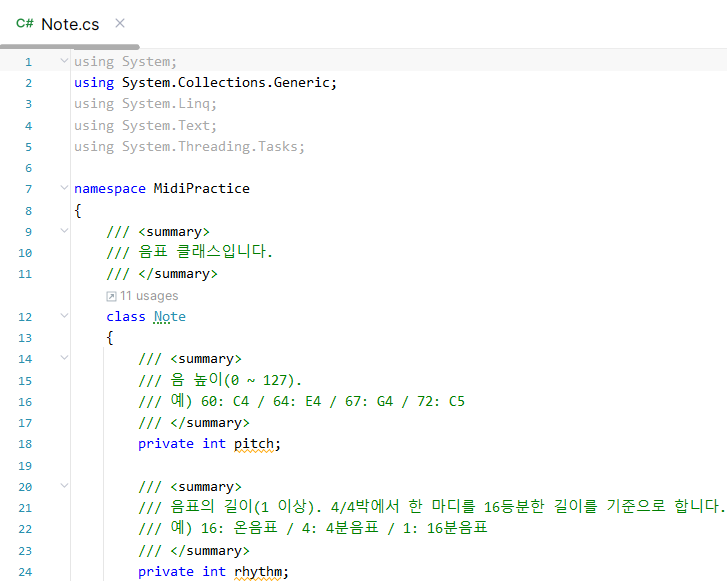 C# Note.cs ×
1 using System;
2 using System.Collections.Generic;
3 using System.Linq;
4 using System.Text;
5 using System.Threading.Tasks;
6
7 namespace MidiPractice
8 {
9 /// <summary>
10 /// 음표 클래스입니다.
11 /// </summary>
11 usages
12 class Note
13 {
14 /// <summary>
15 /// 음 높이(0 ~ 127).
16 /// 예) 60: C4 / 64: E4 / 67: G4 / 72: C5
17 /// </summary>
18 private int pitch;
19
20 /// <summary>
21 /// 음표의 길이(1 이상). 4/4박에서 한 마디를 16등분한 길이를 기준으로 합니다.
22 /// 예) 16: 온음표 / 4: 4분음표 / 1: 16분음표
23 /// </summary>
24 private int rhythm;